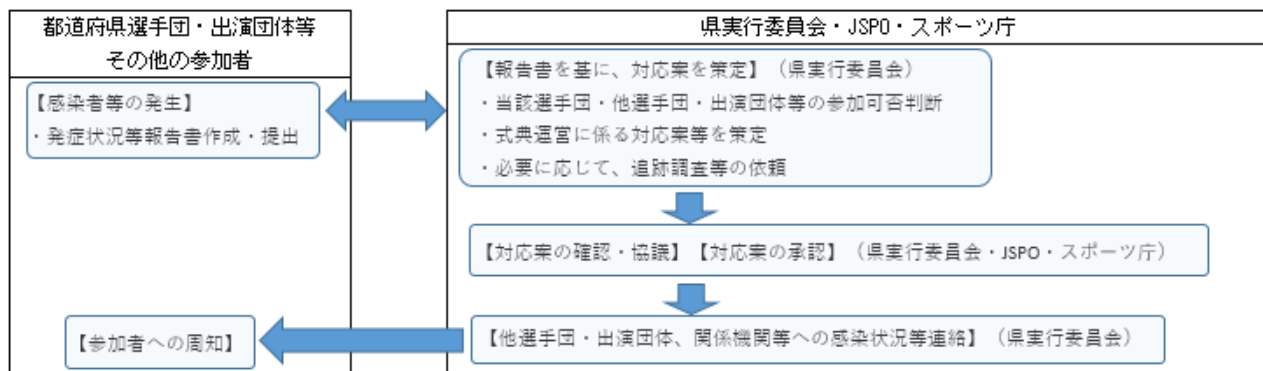 都道府県選手団・出演団体等
その他の参加者
【感染者等の発生】
・発症状況等報告書作成・提出
【参加者への周知】
県実行委員会・JSPO・スポーツ庁
【報告書を基に、対応案を策定】（県実行委員会）
・当該選手団・他選手団・出演団体等の参加可否判断
・式典運営に係る対応案等を策定
・必要に応じて、追跡調査等の依頼
【対応案の確認・協議】【対応案の承認】（県実行委員会・JSPO・スポーツ庁）
【他選手団・出演団体、関係機関等への感染状況等連絡】（県実行委員会）